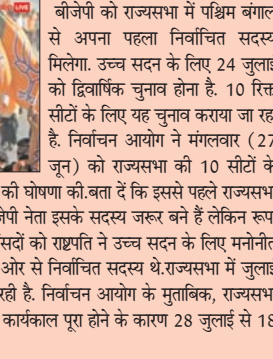 LIVE
बीजेपी को राज्यसभा में पश्चिम बंगाल
से अपना पहला निर्वाचित सदस्य
मिलेगा. उच्च सदन के लिए 24 जुलाई
को द्विवार्षिक चुनाव होना है. 10 रिक्त
सीटों के लिए यह चुनाव कराया जा रहा
है. निर्वाचन आयोग ने मंगलवार (27
जून) को राज्यसभा की 10 सीटों के
की घोषणा की.बता दें कि इससे पहले राज्यसभा
नेता इसके सदस्य जरूर बने हैं लेकिन रूप
को राष्ट्रपति ने उच्च सदन के लिए मनोनीत
ओर से निर्वाचित सदस्य थे.राज्यसभा में जुलाई
रही है. निर्वाचन आयोग के मुताबिक, राज्यसभा
कार्यकाल पूरा होने के कारण 28 जुलाई से 18